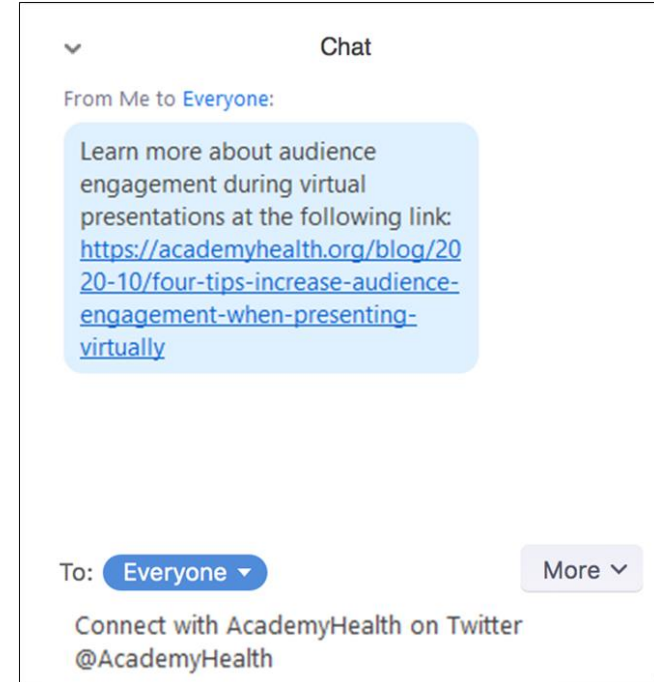 Chat
From Me to Everyone:
Learn more about audience
engagement during virtual
presentations at the following link:
https://academyhealth.org/blog/20
20-10/four-tips-increase-audience-
engagement-when-presenting-
virtually
To: Everyone More
Connect with AcademyHealth on Twitter
@AcademyHealth